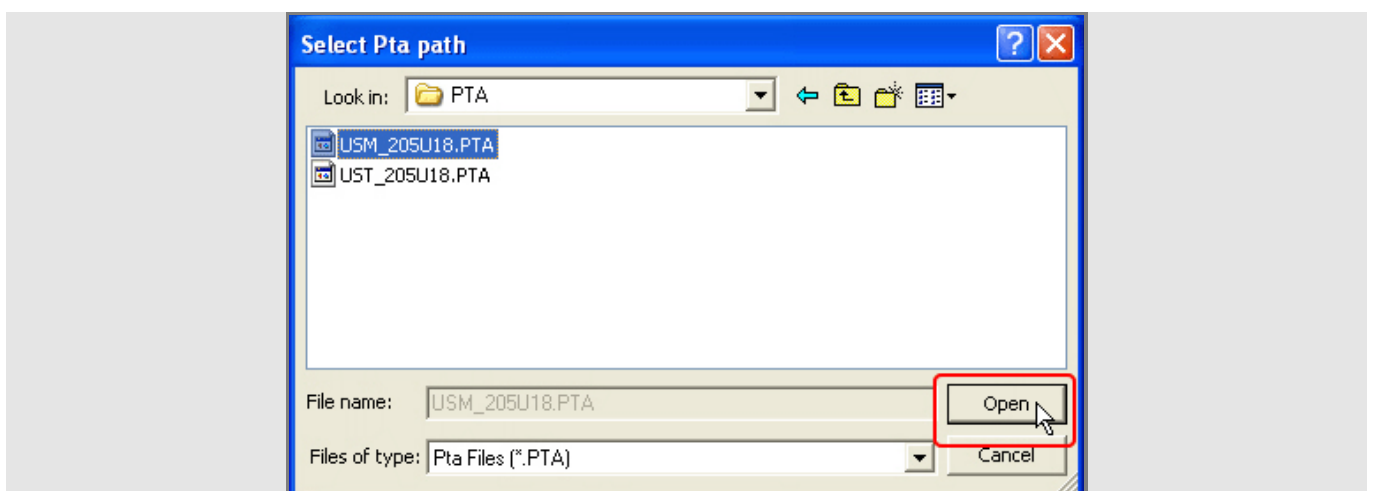 Select Pta path
Look in: PTA
USM_205U18.PTA
UST_205U18.PTA
File name: USM_205U18.PTA Open
Files of type: Pta Files (*.PTA) Cancel